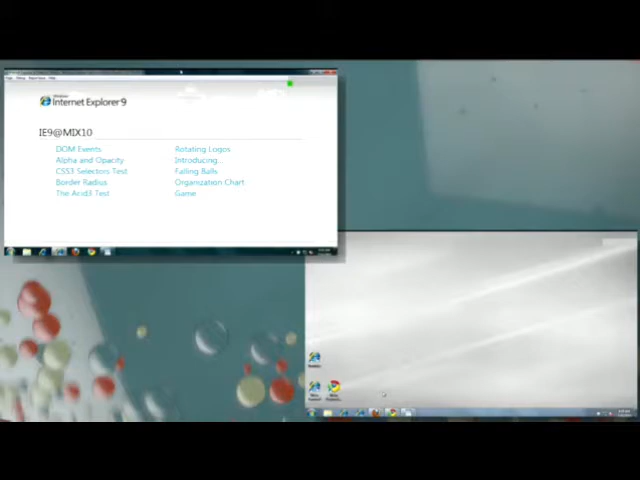 Windows
Internet Explorer 9
IE9@MIX10
DOM Events
Rotating Logos
Alpha and Opacity
Introducing...
CSS3 Selectors Test
Falling Balls
Border Radius
Organization Chart
The Acid3 Test
Game